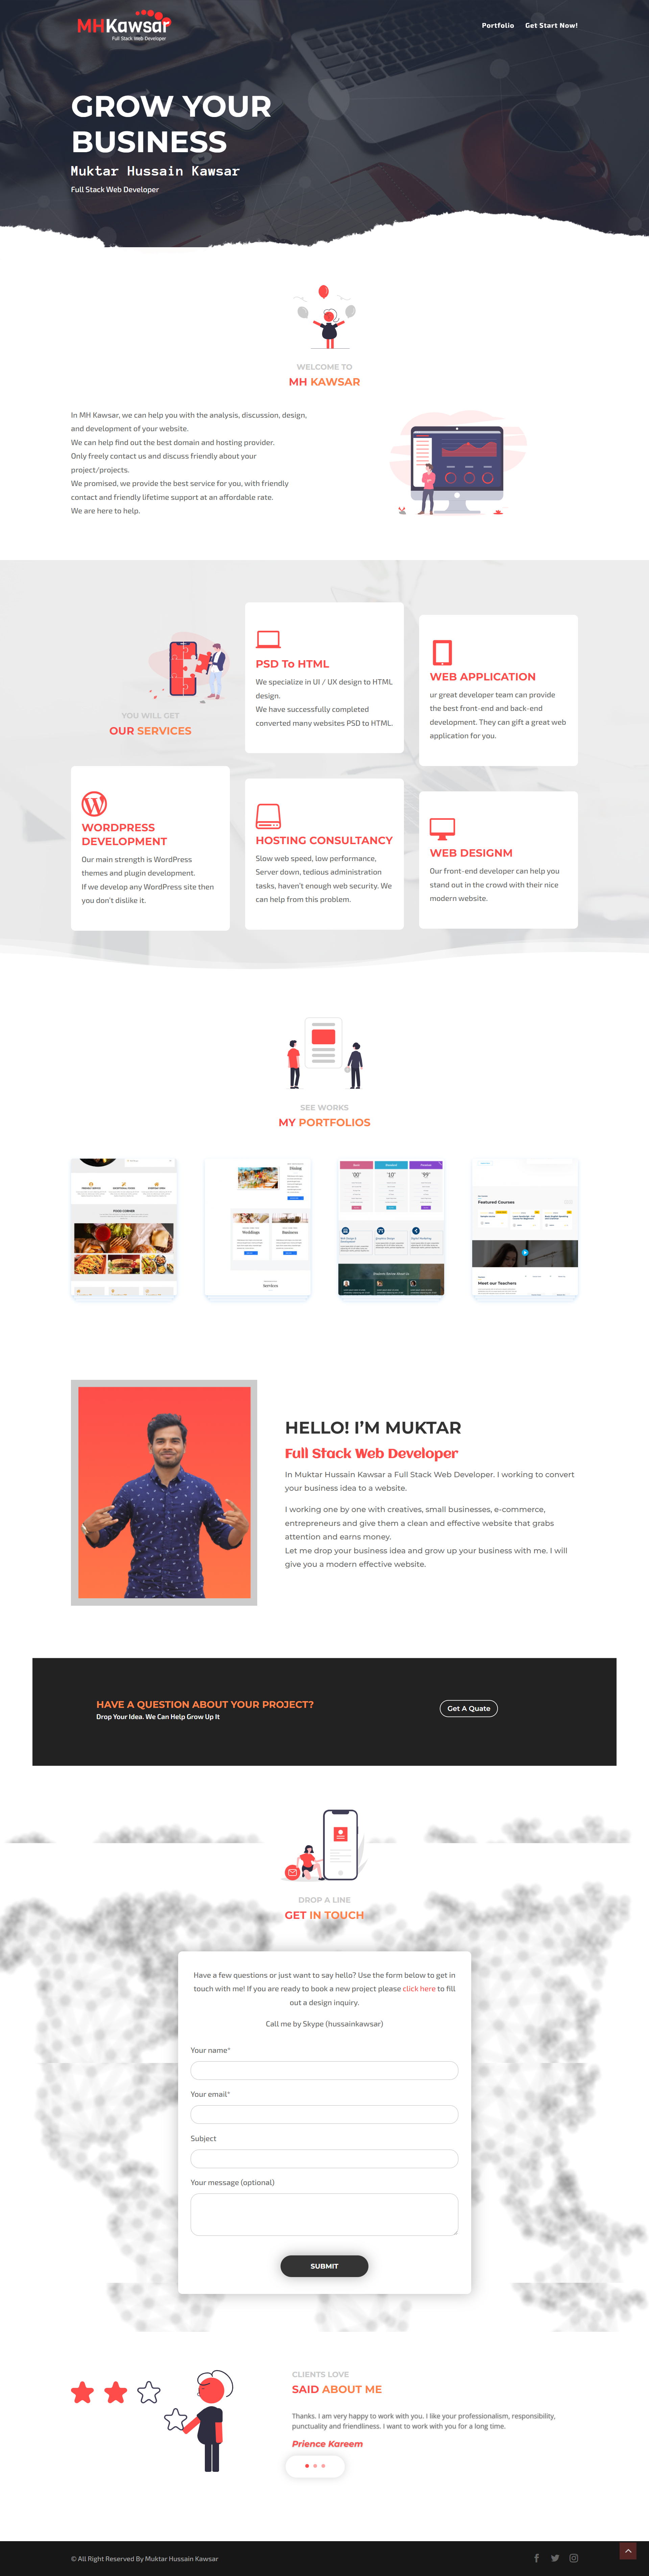 MHKawsar
Full Stack Web Developer
Portfolio
Get Start Now!
GROW YOUR
BUSINESS
Muktar Hussain Kawsar
Full Stack Web Developer
WELCOME TO
MH KAWSAR
In MH Kawsar, we can help you with the analysis, discussion, design,
and development of your website.
We can help find out the best domain and hosting provider.
Only freely contact us and discuss friendly about your
project/projects.
We promised, we provide the best service for you, with friendly
contact and friendly lifetime support at an affordable rate.
We are here to help.
YOU WILL GET
OUR SERVICES
PSD To HTML
We specialize in UI / UX design to HTML
design.
We have successfully completed
converted many websites PSD to HTML.
WEB APPLICATION
ur great developer team can provide
the best front-end and back-end
development. They can gift a great web
application for you.
WORDPRESS
DEVELOPMENT
Our main strength is WordPress
themes and plugin development.
If we develop any WordPress site then
you don't dislike it.
HOSTING CONSULTANCY
Slow web speed, low performance,
Server down, tedious administration
tasks, haven't enough web security. We
can help from this problem.
WEB DESIGNM
Our front-end developer can help you
stand out in the crowd with their nice
modern website.
SEE WORKS
MY PORTFOLIOS
FOOD CORNER
Dining
Weddings
Business
Services
Featured Courses
Meet our Teachers
HELLO! I'M MUKTAR
Full Stack Web Developer
In Muktar Hussain Kawsar a Full Stack Web Developer. I working to convert
your business idea to a website.
I working one by one with creatives, small businesses, e-commerce,
entrepreneurs and give them a clean and effective website that grabs
attention and earns money.
Let me drop your business idea and grow up your business with me. I will
give you a modern effective website.
HAVE A QUESTION ABOUT YOUR PROJECT?
Drop Your Idea. We Can Help Grow Up It
Get A Quate
DROP A LINE
GET IN TOUCH
Have a few questions or just want to say hello? Use the form below to get in
touch with me! If you are ready to book a new project please click here to fill
out a design inquiry.
Call me by Skype (hussainkawsar)
Your name*
Your email*
Subject
Your message (optional)
SUBMIT
CLIENTS LOVE
SAID ABOUT ME
Thanks. I am very happy to work with you. I like your professionalism, responsibility,
punctuality and friendliness. I want to work with you for a long time.
Prience Kareem
© All Right Reserved By Muktar Hussain Kawsar